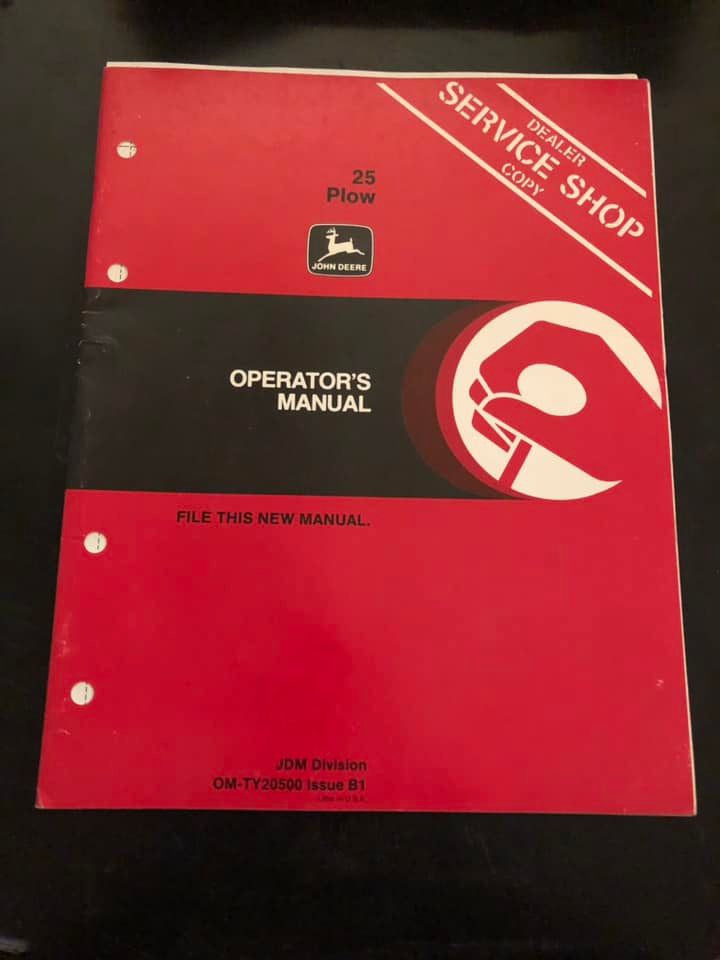 DEALER
SERVICE SHOP
COPY
25
Plow
JOHN DEERE
OPERATOR'S
MANUAL
FILE THIS NEW MANUAL.
JDM Division
OM-TY20500 Issue B1